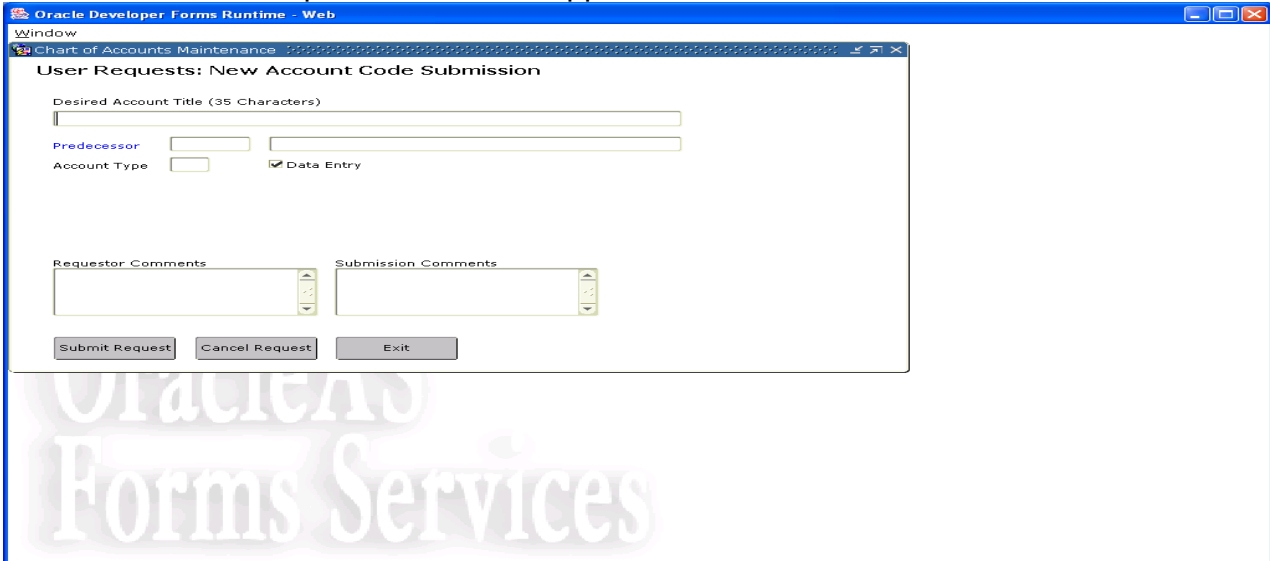 Oracle Developer Forms Runtime - Web
Window
Chart of Accounts Maintenance
User Requests: New Account Code Submission
Desired Account Title (35 Characters)
Predecessor
Account Type Data Entry
Requestor Comments Submission Comments
Submit Request Cancel Request Exit
OracleAS
Forms Services